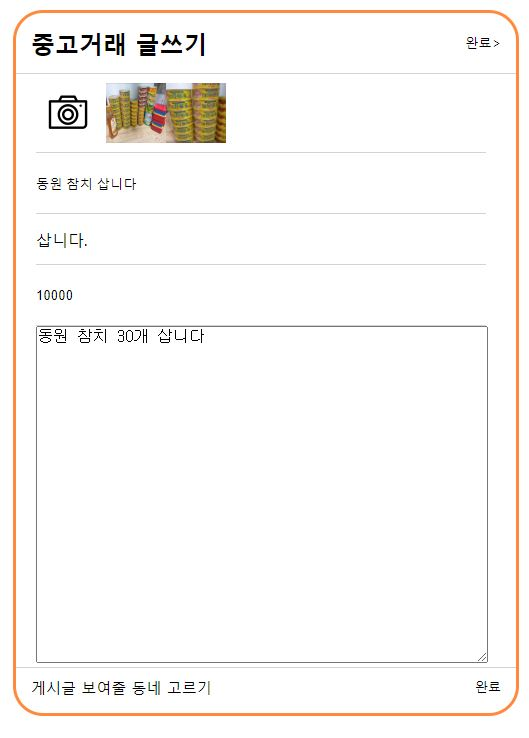 중고거래 글쓰기
완료>
동원 참치 삽니다
삽니다.
10000
동원 참치 30개 삽니다
게시글 보여줄 동네 고르기
완료